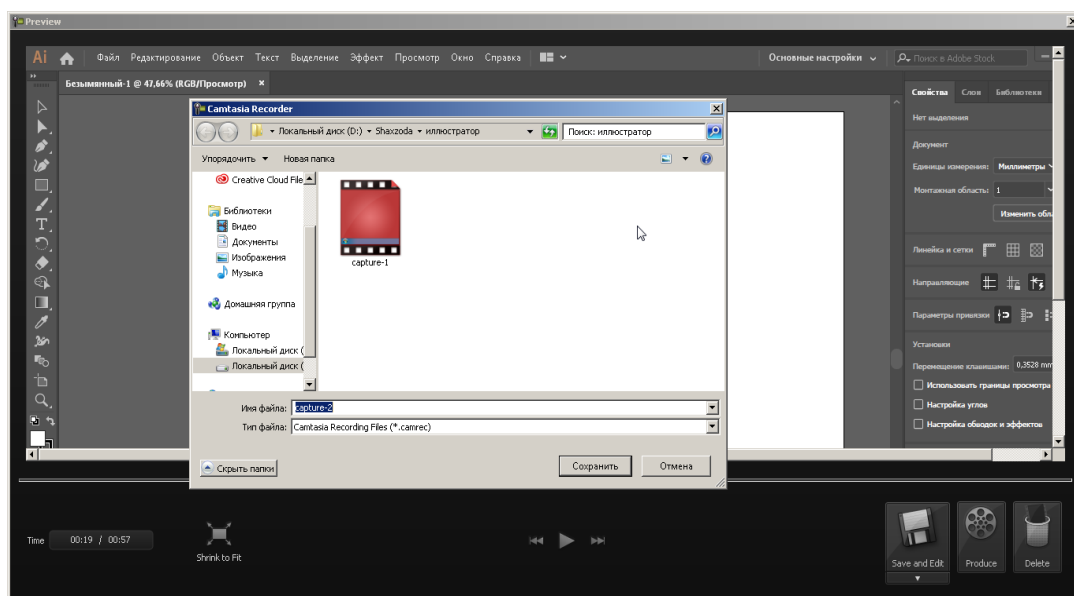 Preview
Ai Файл Редактирование Объект Текст Выделение Эффект Просмотр Окно Справка Основные настройки Поиск в Adobe Stock
Безымянный-1 @ 47,66% (RGB/Просмотр) ×
Camtasia Recorder
Локальный диск (D:) Shaxzoda иллюстратор Поиск: иллюстратор
Упорядочить Новая папка
Creative Cloud File
Библиотеки
Видео
Документы
Изображения
Музыка
Домашняя группа
Компьютер
Локальный диск (
Локальный диск (
capture-1
Имя файла: capture-2
Тип файла: Camtasia Recording Files (*.camrec)
Скрыть папки Сохранить Отмена
Свойства Слои Библиотеки
Нет выделения
Документ
Единицы измерения: Миллиметры
Монтажная область: 1
Изменить обл
Линейка и сетки
Направляющие
Параметры привязки
Установки
Перемещение клавишами: 0,3528 mm
Использовать границы просмотра
Настройка углов
Настройка обводок и эффектов
Time 00:19 / 00:57
Shrink to Fit
Save and Edit Produce Delete